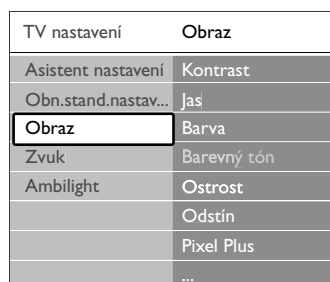 TV nastavení Obraz
Asistent nastavení Kontrast
Obn.stand.nastav... Jas
Obraz Barva
Zvuk Barevný tón
Ambilight Ostrost
Odstín
Pixel Plus
...